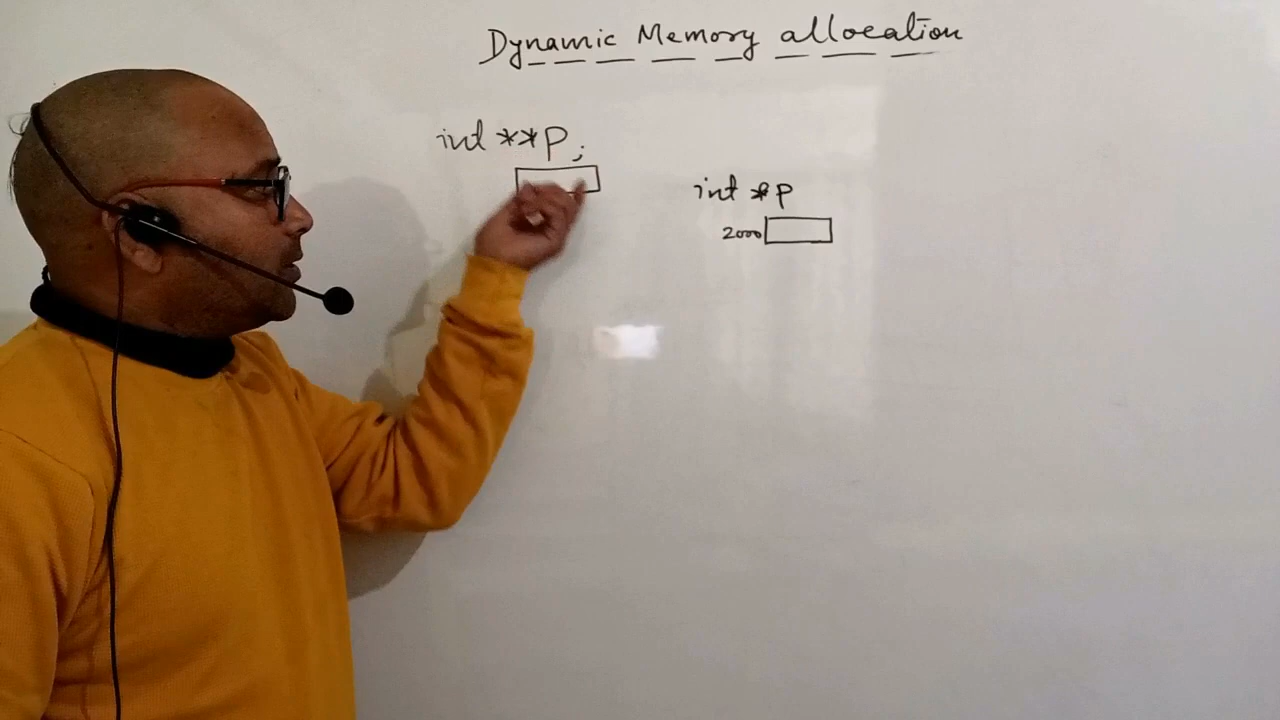 Dynamic Memory allocation
int **p;
int *p
2000